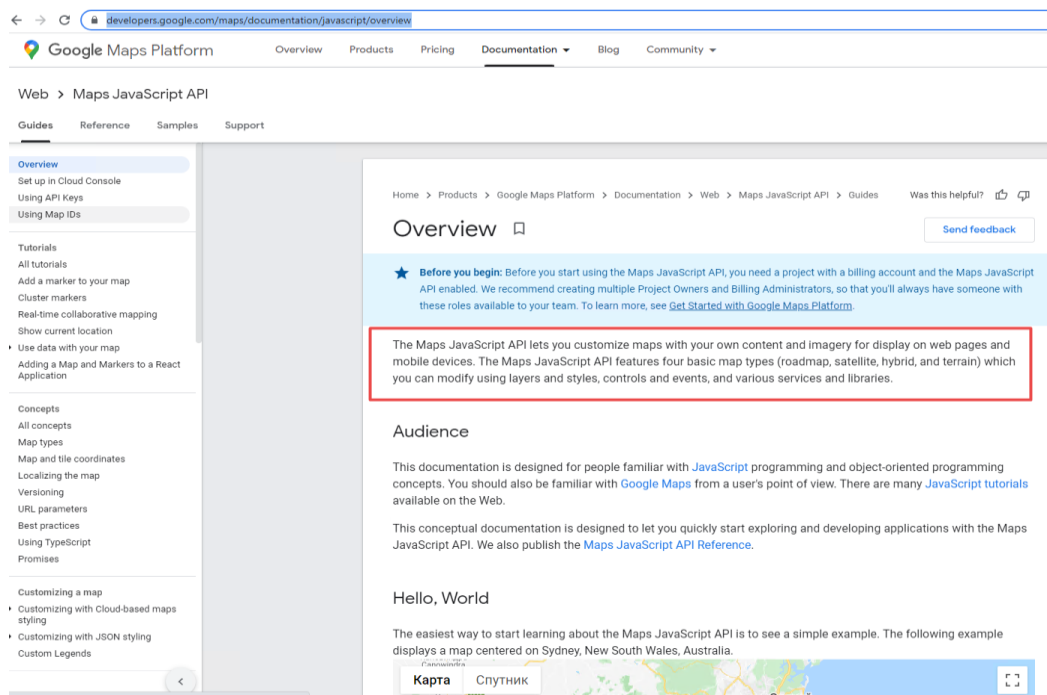 developers.google.com/maps/documentation/javascript/overview
Google Maps Platform
Overview
Products
Pricing
Documentation
Blog
Community
Web > Maps JavaScript API
Guides
Reference
Samples
Support
Overview
Set up in Cloud Console
Using API Keys
Using Map IDs
Tutorials
All tutorials
Add a marker to your map
Cluster markers
Real-time collaborative mapping
Show current location
Use data with your map
Adding a Map and Markers to a React
Application
Concepts
All concepts
Map types
Map and tile coordinates
Localizing the map
Versioning
URL parameters
Best practices
Using TypeScript
Promises
Customizing a map
Customizing with Cloud-based maps
styling
Customizing with JSON styling
Custom Legends
Home > Products > Google Maps Platform > Documentation > Web > Maps JavaScript API > Guides
Was this helpful?
Overview
Send feedback
Before you begin: Before you start using the Maps JavaScript API, you need a project with a billing account and the Maps JavaScript
API enabled. We recommend creating multiple Project Owners and Billing Administrators, so that you'll always have someone with
these roles available to your team. To learn more, see Get Started with Google Maps Platform.
The Maps JavaScript API lets you customize maps with your own content and imagery for display on web pages and
mobile devices. The Maps JavaScript API features four basic map types (roadmap, satellite, hybrid, and terrain) which
you can modify using layers and styles, controls and events, and various services and libraries.
Audience
This documentation is designed for people familiar with JavaScript programming and object-oriented programming
concepts. You should also be familiar with Google Maps from a user's point of view. There are many JavaScript tutorials
available on the Web.
This conceptual documentation is designed to let you quickly start exploring and developing applications with the Maps
JavaScript API. We also publish the Maps JavaScript API Reference.
Hello, World
The easiest way to start learning about the Maps JavaScript API is to see a simple example. The following example
displays a map centered on Sydney, New South Wales, Australia.
Карта
Спутник